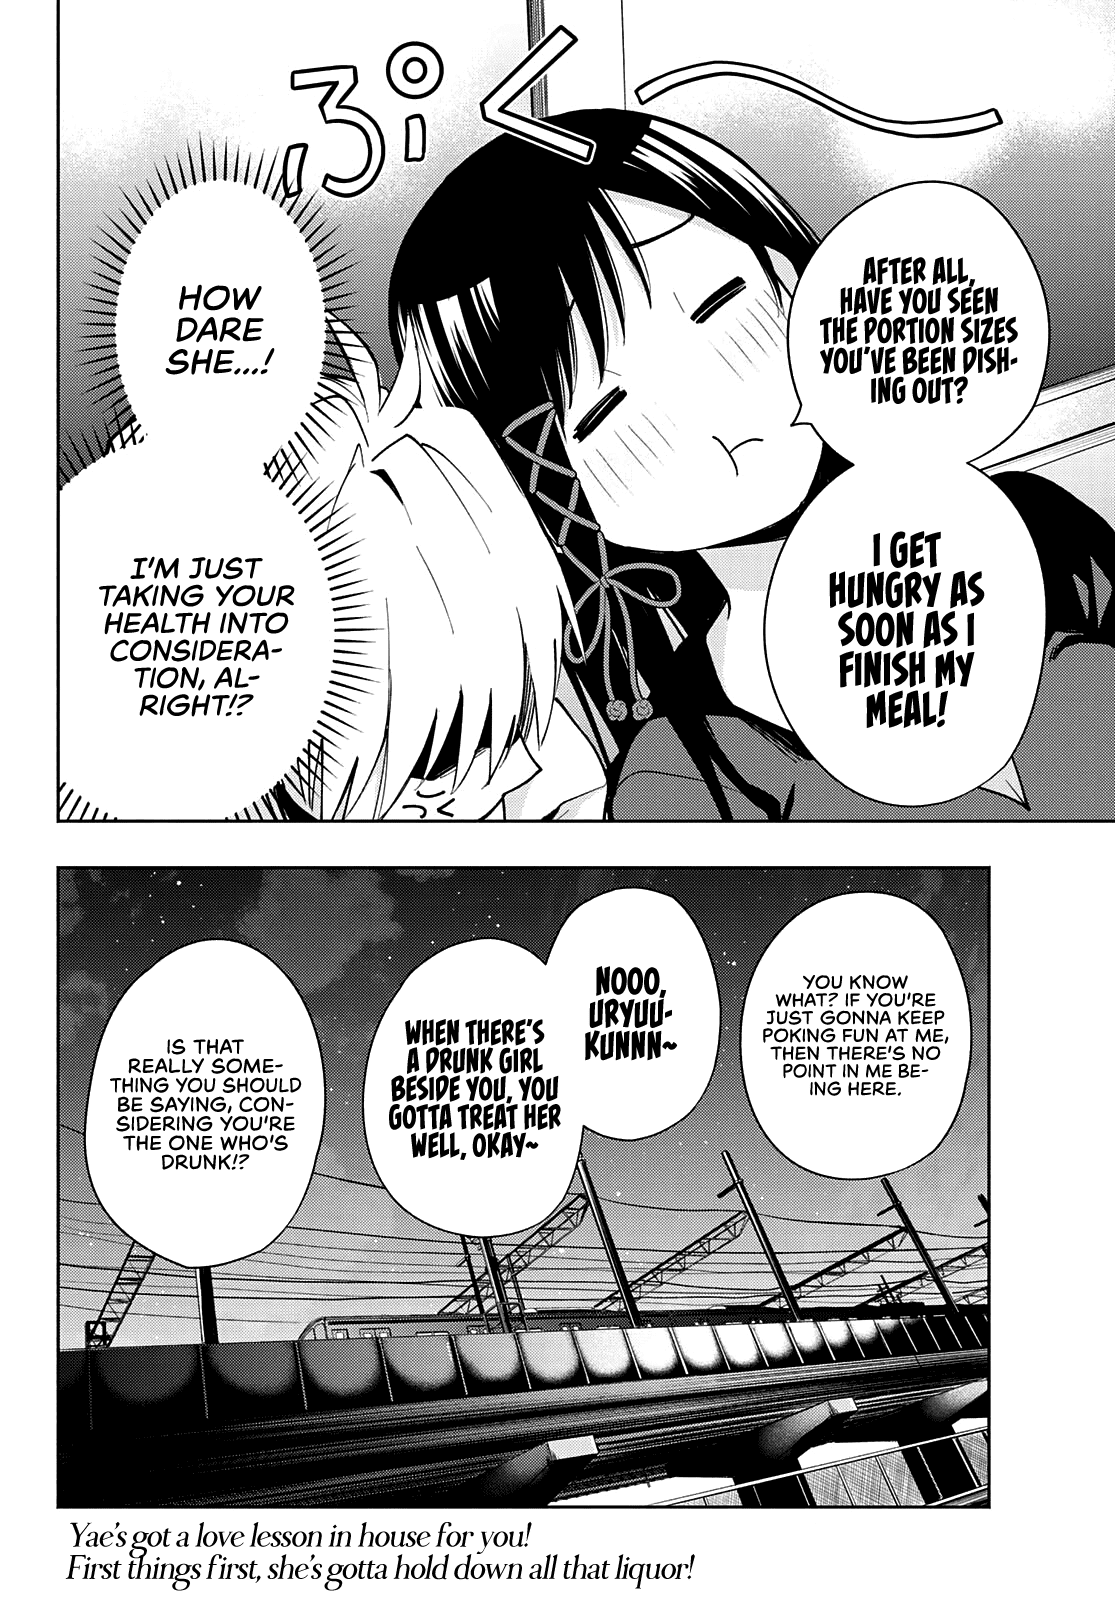 ぷくー
AFTER ALL,
HAVE YOU SEEN
THE PORTION SIZES
YOU'VE BEEN DISH-
ING OUT?
I GET
HUNGRY AS
SOON AS I
FINISH MY
MEAL!
HOW
DARE
SHE...!
I'M JUST
TAKING YOUR
HEALTH INTO
CONSIDERA-
TION, AL-
RIGHT!?
YOU KNOW
WHAT? IF YOU'RE
JUST GONNA KEEP
POKING FUN AT ME,
THEN THERE'S NO
POINT IN ME BE-
ING HERE.
NOOO,
URYUU-
KUNNN~
WHEN THERE'S
A DRUNK GIRL
BESIDE YOU, YOU
GOTTA TREAT HER
WELL, OKAY~
IS THAT
REALLY SOME-
THING YOU SHOULD
BE SAYING, CON-
SIDERING YOU'RE
THE ONE WHO'S
DRUNK!?
Yae's got a love lesson in house for you!
First things first, she's gotta hold down all that liquor!